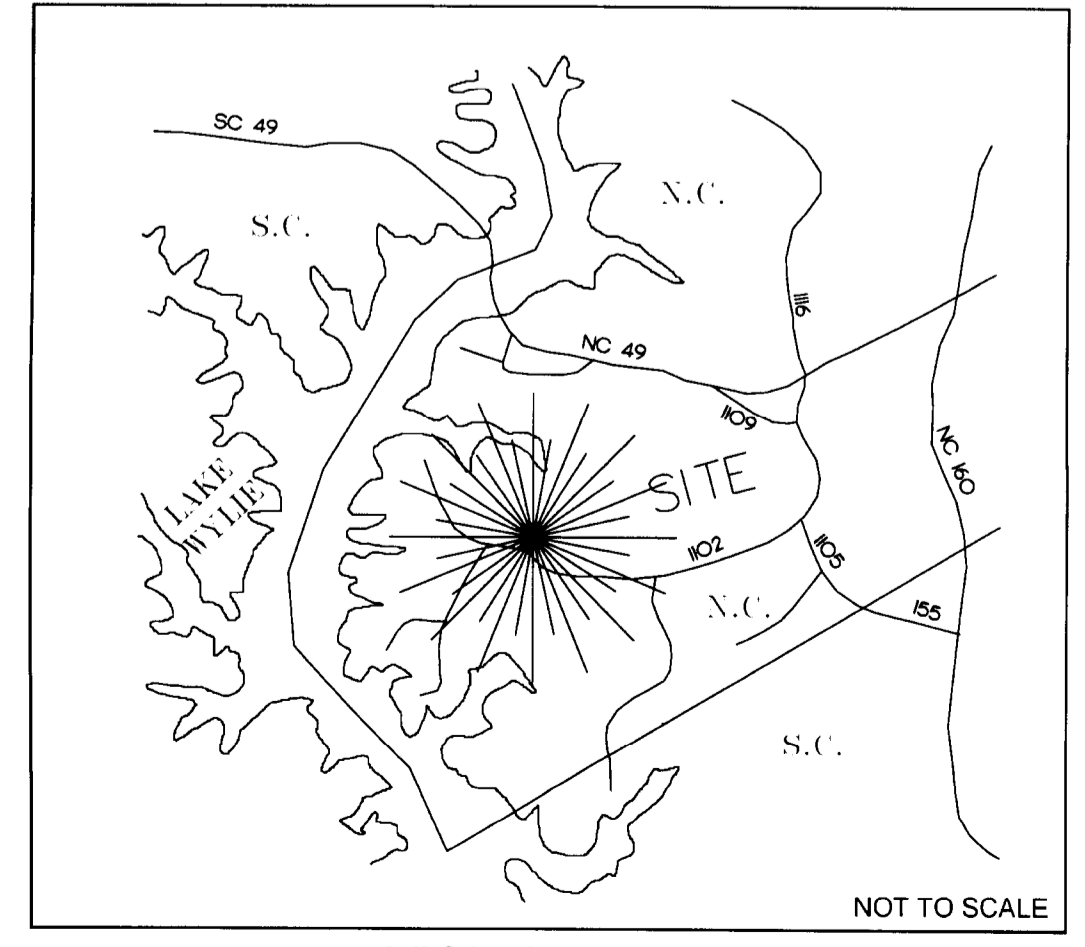 SC 49
N.C.
S.C.
1116
NC 49
1109
NC 160
SITE
LAKE
WYLIE
1102
1105
N.C.
155
S.C.
NOT TO SCALE